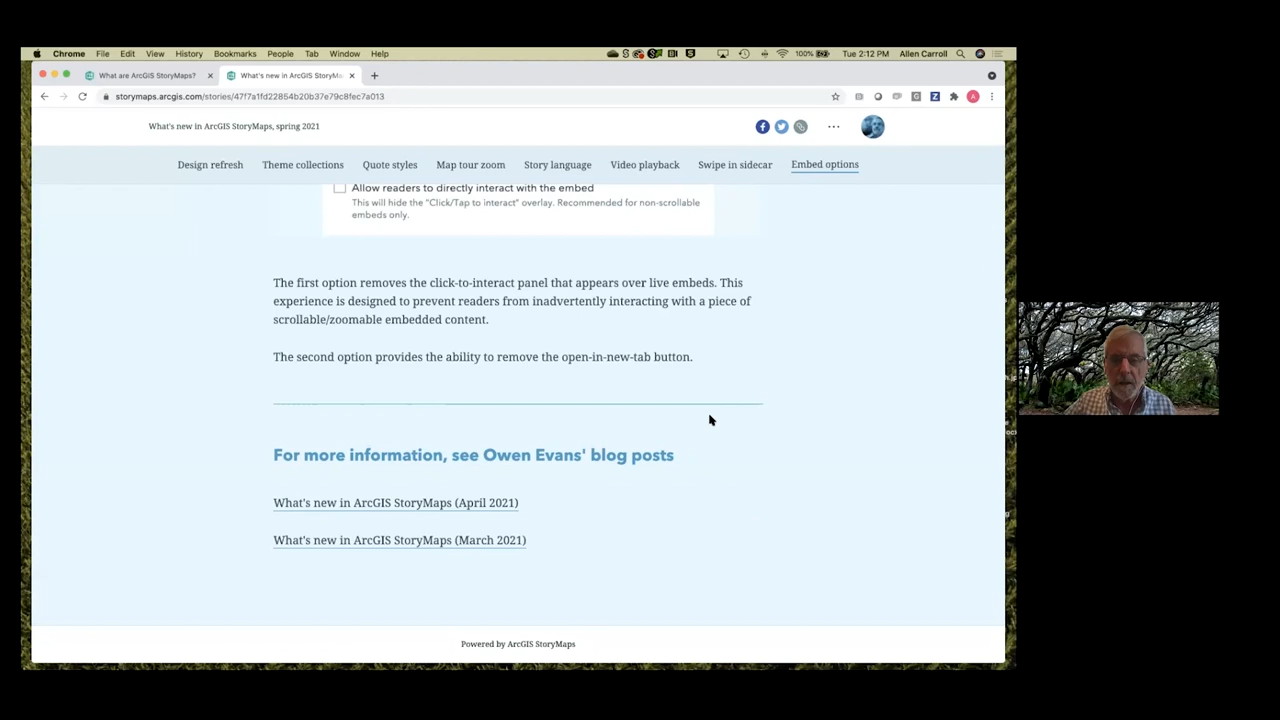 Chrome File Edit View History Bookmarks People Tab Window Help 100% Tue 2:12 PM Allen Carroll
What are ArcGIS StoryMaps? What's new in ArcGIS StoryMa
storymaps.arcgis.com/stories/47f7a1fd22854b20b37e79c8fec7a013
What's new in ArcGIS StoryMaps, spring 2021
Design refresh Theme collections Quote styles Map tour zoom Story language Video playback Swipe in sidecar Embed options
Allow readers to directly interact with the embed
This will hide the "Click/Tap to interact" overlay. Recommended for non-scrollable
embeds only.
The first option removes the click-to-interact panel that appears over live embeds. This
experience is designed to prevent readers from inadvertently interacting with a piece of
scrollable/zoomable embedded content.
The second option provides the ability to remove the open-in-new-tab button.
For more information, see Owen Evans' blog posts
What's new in ArcGIS StoryMaps (April 2021)
What's new in ArcGIS StoryMaps (March 2021)
Powered by ArcGIS StoryMaps